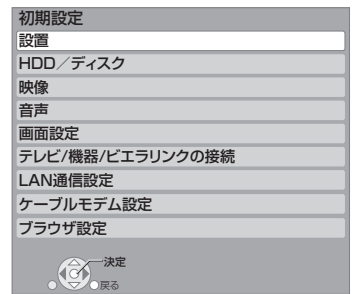 初期設定
設置
HDD／ディスク
映像
音声
画面設定
テレビ/機器/ビエラリンクの接続
LAN通信設定
ケーブルモデム設定
ブラウザ設定
決定
戻る